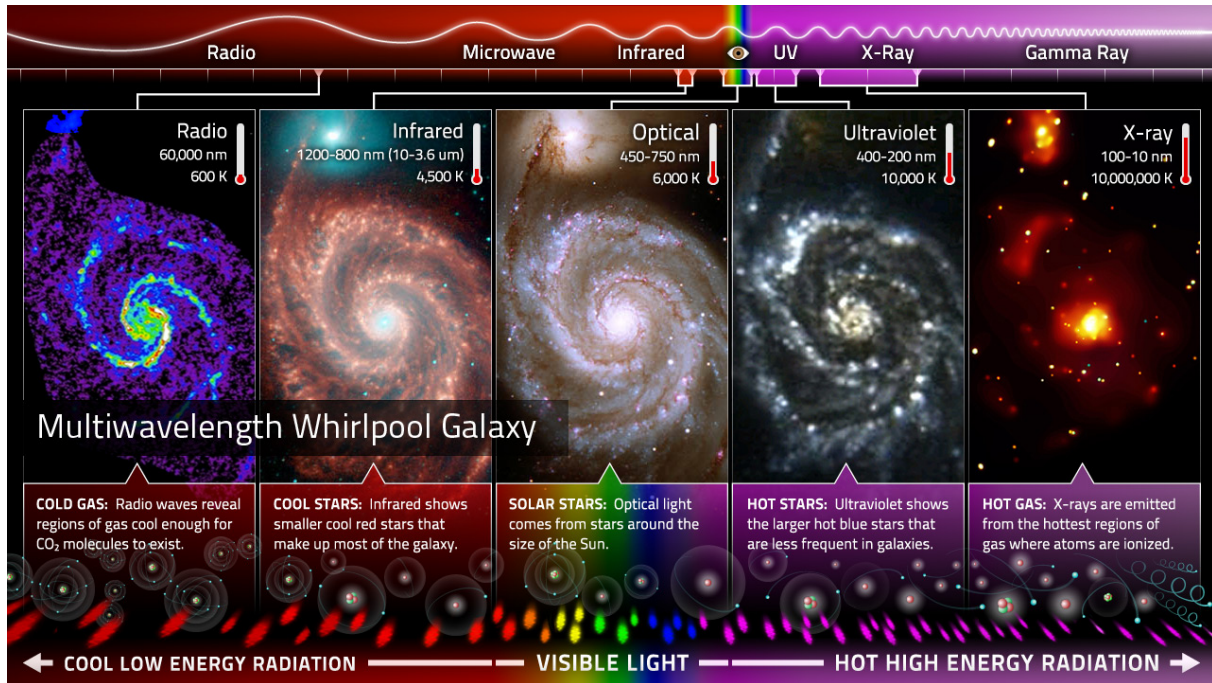 Radio
Microwave
Infrared
UV
X-Ray
Gamma Ray
Radio
60,000 nm
600 K
Infrared
1200-800 nm (10-3.6 um)
4,500 K
Optical
450-750 nm
6,000 K
Ultraviolet
400-200 nm
10,000 K
X-ray
100-10 nm
10,000,000 K
Multiwavelength Whirlpool Galaxy
COLD GAS: Radio waves reveal
regions of gas cool enough for
CO₂ molecules to exist.
COOL STARS: Infrared shows
smaller cool red stars that
make up most of the galaxy.
SOLAR STARS: Optical light
comes from stars around the
size of the Sun.
HOT STARS: Ultraviolet shows
the larger hot blue stars that
are less frequent in galaxies.
HOT GAS: X-rays are emitted
from the hottest regions of
gas where atoms are ionized.
COOL LOW ENERGY RADIATION
VISIBLE LIGHT
HOT HIGH ENERGY RADIATION